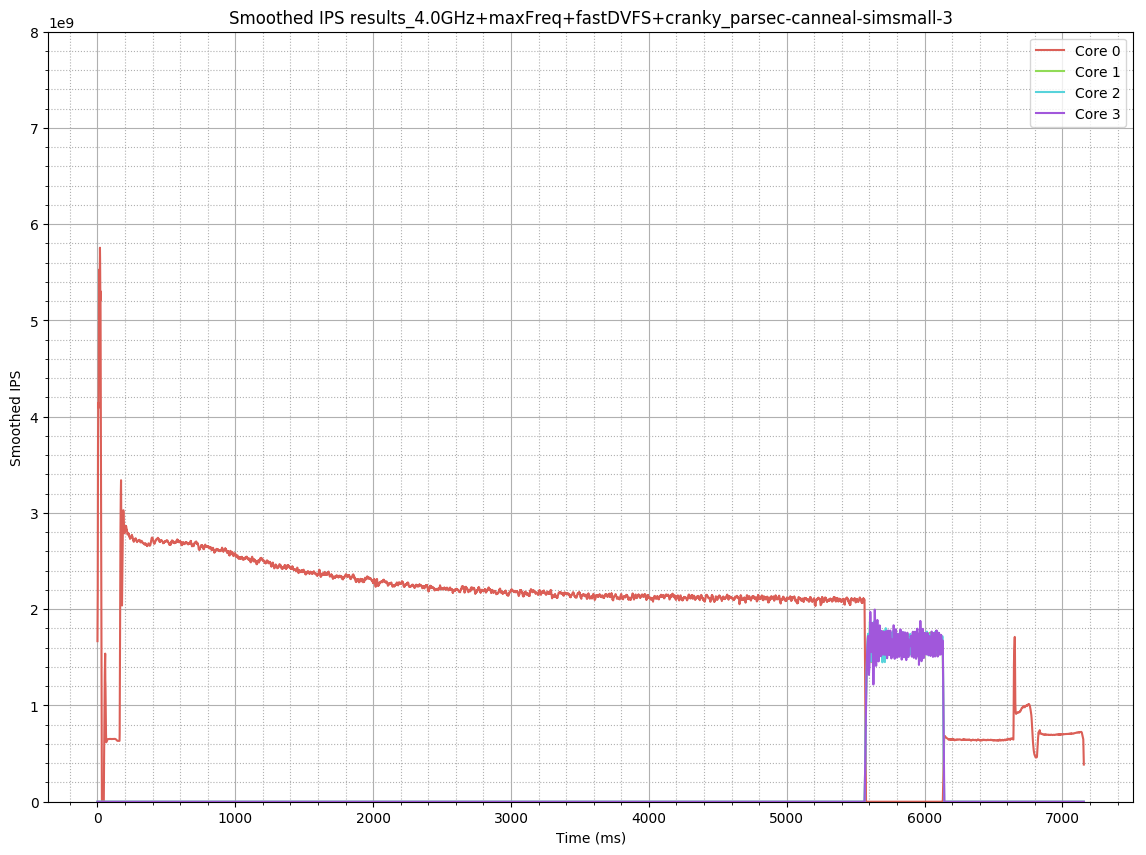 Smoothed IPS results_4.0GHz+maxFreq+fastDVFS+cranky_parsec-canneal-simsmall-3
1e9
8
7
6
5
4
3
2
1
0
Smoothed IPS
Core 0
Core 1
Core 2
Core 3
0 1000 2000 3000 4000 5000 6000 7000
Time (ms)